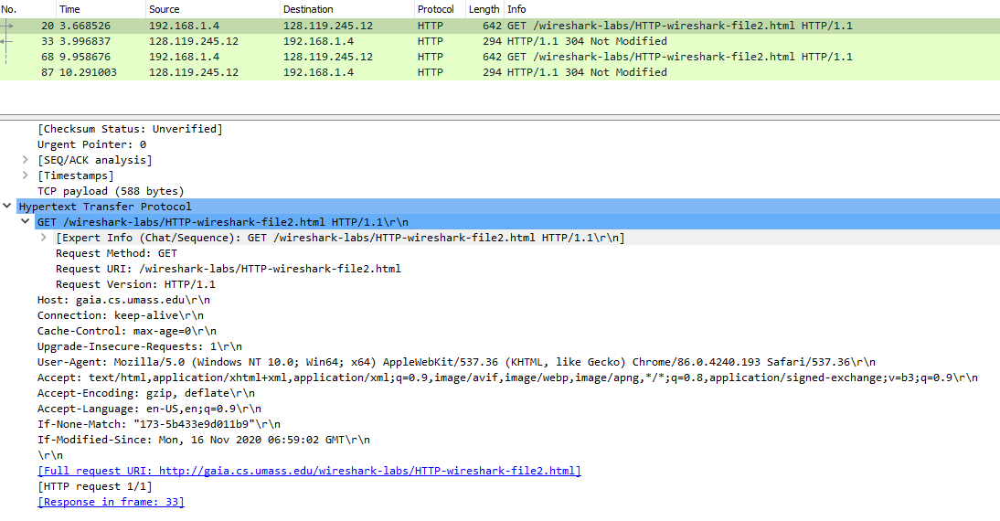 No. Time Source Destination Protocol Length Info
20 3.668526 192.168.1.4 128.119.245.12 HTTP 642 GET /wireshark-labs/HTTP-wireshark-file2.html HTTP/1.1
33 3.996837 128.119.245.12 192.168.1.4 HTTP 294 HTTP/1.1 304 Not Modified
68 9.958676 192.168.1.4 128.119.245.12 HTTP 642 GET /wireshark-labs/HTTP-wireshark-file2.html HTTP/1.1
87 10.291003 128.119.245.12 192.168.1.4 HTTP 294 HTTP/1.1 304 Not Modified
[Checksum Status: Unverified]
Urgent Pointer: 0
[SEQ/ACK analysis]
[Timestamps]
TCP payload (588 bytes)
Hypertext Transfer Protocol
GET /wireshark-labs/HTTP-wireshark-file2.html HTTP/1.1\r\n
[Expert Info (Chat/Sequence): GET /wireshark-labs/HTTP-wireshark-file2.html HTTP/1.1\r\n]
Request Method: GET
Request URI: /wireshark-labs/HTTP-wireshark-file2.html
Request Version: HTTP/1.1
Host: gaia.cs.umass.edu\r\n
Connection: keep-alive\r\n
Cache-Control: max-age=0\r\n
Upgrade-Insecure-Requests: 1\r\n
User-Agent: Mozilla/5.0 (Windows NT 10.0; Win64; x64) AppleWebKit/537.36 (KHTML, like Gecko) Chrome/86.0.4240.193 Safari/537.36\r\n
Accept: text/html,application/xhtml+xml,application/xml;q=0.9,image/avif,image/webp,image/apng,*/*;q=0.8,application/signed-exchange;v=b3;q=0.9\r\n
Accept-Encoding: gzip, deflate\r\n
Accept-Language: en-US,en;q=0.9\r\n
If-None-Match: "173-5b433e9d011b9"\r\n
If-Modified-Since: Mon, 16 Nov 2020 06:59:02 GMT\r\n
\r\n
[Full request URI: http://gaia.cs.umass.edu/wireshark-labs/HTTP-wireshark-file2.html]
[HTTP request 1/1]
[Response in frame: 33]